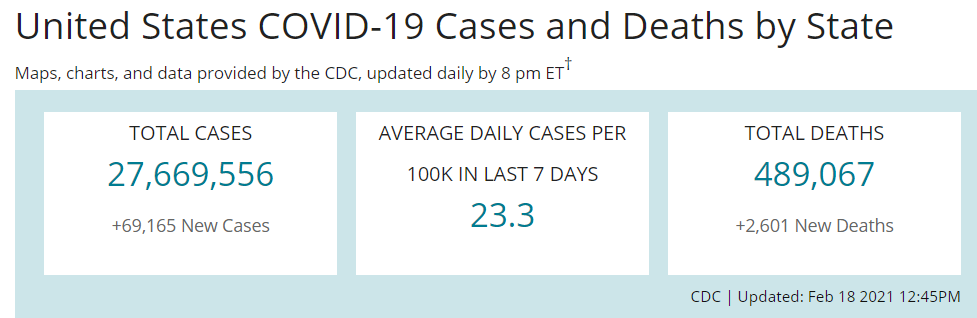 United States COVID-19 Cases and Deaths by State
Maps, charts, and data provided by the CDC, updated daily by 8 pm ET†
TOTAL CASES
27,669,556
+69,165 New Cases
AVERAGE DAILY CASES PER
100K IN LAST 7 DAYS
23.3
TOTAL DEATHS
489,067
+2,601 New Deaths
CDC | Updated: Feb 18 2021 12:45PM